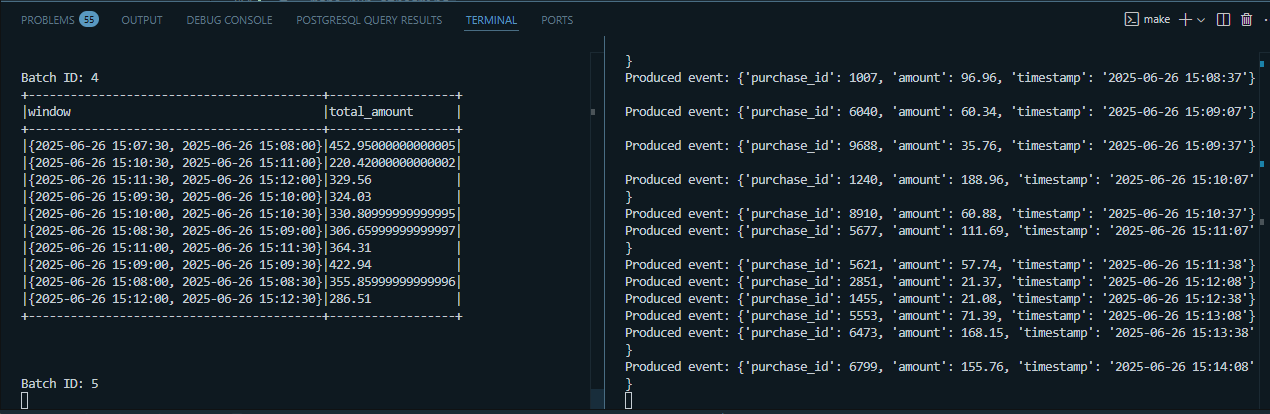 PROBLEMS 55 OUTPUT DEBUG CONSOLE POSTGRESQL QUERY RESULTS TERMINAL PORTS make
Batch ID: 4
+----------------------------------+------------------+
|window |total_amount |
+----------------------------------+------------------+
|{2025-06-26 15:07:30, 2025-06-26 15:08:00}|452.95000000000005|
|{2025-06-26 15:10:30, 2025-06-26 15:11:00}|220.42000000000002|
|{2025-06-26 15:11:30, 2025-06-26 15:12:00}|329.56 |
|{2025-06-26 15:09:30, 2025-06-26 15:10:00}|324.03 |
|{2025-06-26 15:10:00, 2025-06-26 15:10:30}|330.80999999999995|
|{2025-06-26 15:08:30, 2025-06-26 15:09:00}|306.65999999999997|
|{2025-06-26 15:11:00, 2025-06-26 15:11:30}|364.31 |
|{2025-06-26 15:09:00, 2025-06-26 15:09:30}|422.94 |
|{2025-06-26 15:08:00, 2025-06-26 15:08:30}|355.85999999999996|
|{2025-06-26 15:12:00, 2025-06-26 15:12:30}|286.51 |
+----------------------------------+------------------+
Batch ID: 5
}
Produced event: {'purchase_id': 1007, 'amount': 96.96, 'timestamp': '2025-06-26 15:08:37'}
Produced event: {'purchase_id': 6040, 'amount': 60.34, 'timestamp': '2025-06-26 15:09:07'}
Produced event: {'purchase_id': 9688, 'amount': 35.76, 'timestamp': '2025-06-26 15:09:37'}
Produced event: {'purchase_id': 1240, 'amount': 188.96, 'timestamp': '2025-06-26 15:10:07'
}
Produced event: {'purchase_id': 8910, 'amount': 60.88, 'timestamp': '2025-06-26 15:10:37'}
Produced event: {'purchase_id': 5677, 'amount': 111.69, 'timestamp': '2025-06-26 15:11:07'
}
Produced event: {'purchase_id': 5621, 'amount': 57.74, 'timestamp': '2025-06-26 15:11:38'}
Produced event: {'purchase_id': 2851, 'amount': 21.37, 'timestamp': '2025-06-26 15:12:08'}
Produced event: {'purchase_id': 1455, 'amount': 21.08, 'timestamp': '2025-06-26 15:12:38'}
Produced event: {'purchase_id': 5553, 'amount': 71.39, 'timestamp': '2025-06-26 15:13:08'}
Produced event: {'purchase_id': 6473, 'amount': 168.15, 'timestamp': '2025-06-26 15:13:38'
}
Produced event: {'purchase_id': 6799, 'amount': 155.76, 'timestamp': '2025-06-26 15:14:08'
}